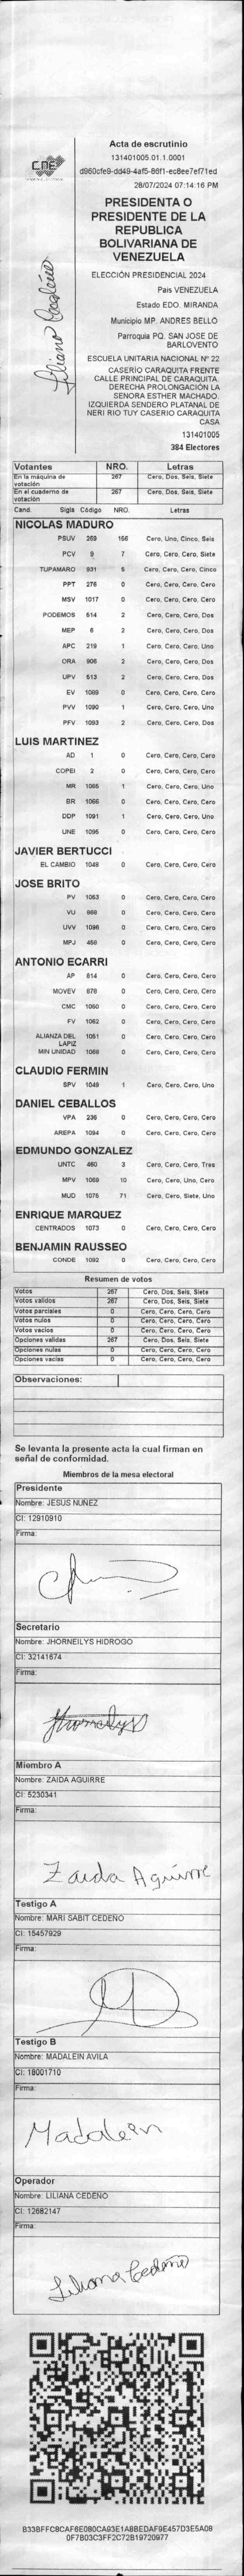 CNE
Acta de escrutinio
131401005.01.1.0001
d960cfe9-dd49-4af5-86f1-ec8ee7ef71ed
28/07/2024 07:14:16 PM
PRESIDENTA O
PRESIDENTE DE LA
REPUBLICA
BOLIVARIANA DE
VENEZUELA
ELECCIÓN PRESIDENCIAL 2024
Pais VENEZUELA
Estado EDO. MIRANDA
Municipio MP. ANDRES BELLO
Parroquia PQ. SAN JOSE DE
BARLOVENTO
ESCUELA UNITARIA NACIONAL Nº 22
CASERÍO CARAQUITA FRENTE
CALLE PRINCIPAL DE CARAQUITA.
DERECHA PROLONGACIÓN LA
SENORA ESTHER MACHADO.
IZQUIERDA SENDERO PLATANAL DE
NERI RIO TUY CASERIO CARAQUITA
CASA
131401005
384 Electores
Liliana Cedeño
Votantes NRO. Letras
En la máquina de votación 267 Cero, Dos, Seis, Siete
En el cuaderno de votación 267 Cero, Dos, Seis, Siete
Cand. Sigla Código NRO. Letras
NICOLAS MADURO
PSUV 269 156 Cero, Uno, Cinco, Seis
PCV 9 7 Cero, Cero, Cero, Siete
TUPAMARO 931 5 Cero, Cero, Cero, Cinco
PPT 276 0 Cero, Cero, Cero, Cero
MSV 1017 0 Cero, Cero, Cero, Cero
PODEMOS 514 2 Cero, Cero, Cero, Dos
MEP 6 2 Cero, Cero, Cero, Dos
APC 219 1 Cero, Cero, Cero, Uno
ORA 906 2 Cero, Cero, Cero, Dos
UPV 513 2 Cero, Cero, Cero, Dos
EV 1089 0 Cero, Cero, Cero, Cero
PVV 1090 1 Cero, Cero, Cero, Uno
PFV 1093 2 Cero, Cero, Cero, Dos
LUIS MARTINEZ
AD 1 0 Cero, Cero, Cero, Cero
COPEI 2 0 Cero, Cero, Cero, Cero
MR 1065 1 Cero, Cero, Cero, Uno
BR 1066 0 Cero, Cero, Cero, Cero
DDP 1091 1 Cero, Cero, Cero, Uno
UNE 1095 0 Cero, Cero, Cero, Cero
JAVIER BERTUCCI
EL CAMBIO 1048 0 Cero, Cero, Cero, Cero
JOSE BRITO
PV 1053 0 Cero, Cero, Cero, Cero
VU 988 0 Cero, Cero, Cero, Cero
UVV 1096 0 Cero, Cero, Cero, Cero
MPJ 459 0 Cero, Cero, Cero, Cero
ANTONIO ECARRI
AP 814 0 Cero, Cero, Cero, Cero
MOVEV 878 0 Cero, Cero, Cero, Cero
CMC 1050 0 Cero, Cero, Cero, Cero
FV 1062 0 Cero, Cero, Cero, Cero
ALIANZA DEL LAPIZ 1051 0 Cero, Cero, Cero, Cero
MIN UNIDAD 1068 0 Cero, Cero, Cero, Cero
CLAUDIO FERMIN
SPV 1049 1 Cero, Cero, Cero, Uno
DANIEL CEBALLOS
VPA 236 0 Cero, Cero, Cero, Cero
AREPA 1094 0 Cero, Cero, Cero, Cero
EDMUNDO GONZALEZ
UNTC 460 3 Cero, Cero, Cero, Tres
MPV 1069 10 Cero, Cero, Uno, Cero
MUD 1075 71 Cero, Cero, Siete, Uno
ENRIQUE MARQUEZ
CENTRADOS 1073 0 Cero, Cero, Cero, Cero
BENJAMIN RAUSSEO
CONDE 1092 0 Cero, Cero, Cero, Cero
Resumen de votos
Votos 267 Cero, Dos, Seis, Siete
Votos validos 267 Cero, Dos, Seis, Siete
Votos parciales 0 Cero, Cero, Cero, Cero
Votos nulos 0 Cero, Cero, Cero, Cero
Votos vacios 0 Cero, Cero, Cero, Cero
Opciones validas 267 Cero, Dos, Seis, Siete
Opciones nulas 0 Cero, Cero, Cero, Cero
Opciones vacias 0 Cero, Cero, Cero, Cero
Observaciones:
Se levanta la presente acta la cual firman en
señal de conformidad.
Miembros de la mesa electoral
Presidente
Nombre: JESUS NUÑEZ
CI: 12910910
Firma:
Secretario
Nombre: JHORNEILYS HIDROGO
CI: 32141674
Firma:
Miembro A
Nombre: ZAIDA AGUIRRE
CI: 5230341
Firma:
Zaida Aguirre
Testigo A
Nombre: MARI SABIT CEDEÑO
CI: 15457929
Firma:
Testigo B
Nombre: MADALEIN AVILA
CI: 18001710
Firma:
Madalein
Operador
Nombre: LILIANA CEDEÑO
CI: 12682147
Firma:
Liliana Cedeño
B33BFFC8CAF6E080CA93E1A8BEDAF9E457D3E5A08
0F7B03C3FF2C72B19720977